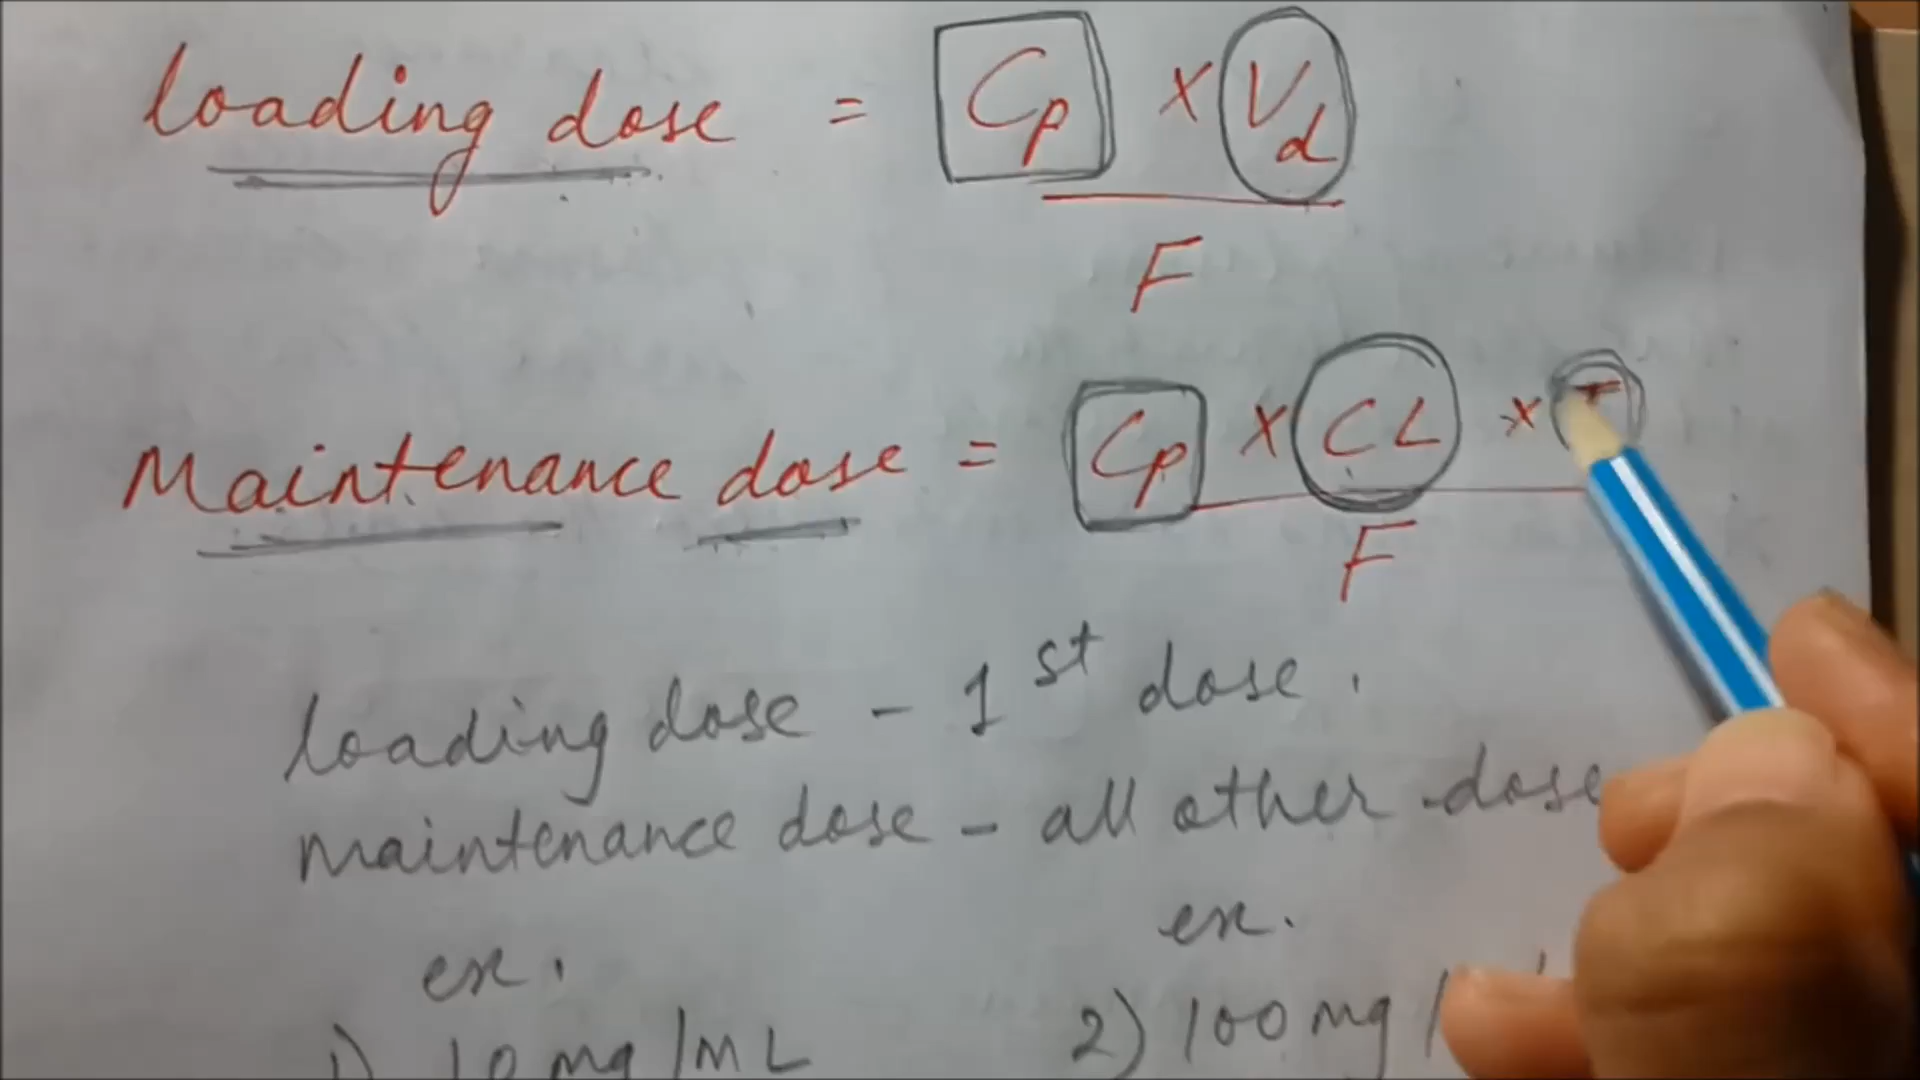 loading dose = Cp x Vd
F
Maintenance dose = Cp x CL x T
F
loading dose - 1st dose.
maintenance dose - all other dose
ex. ex.
1) 10 mg/mL 2) 100 mg/